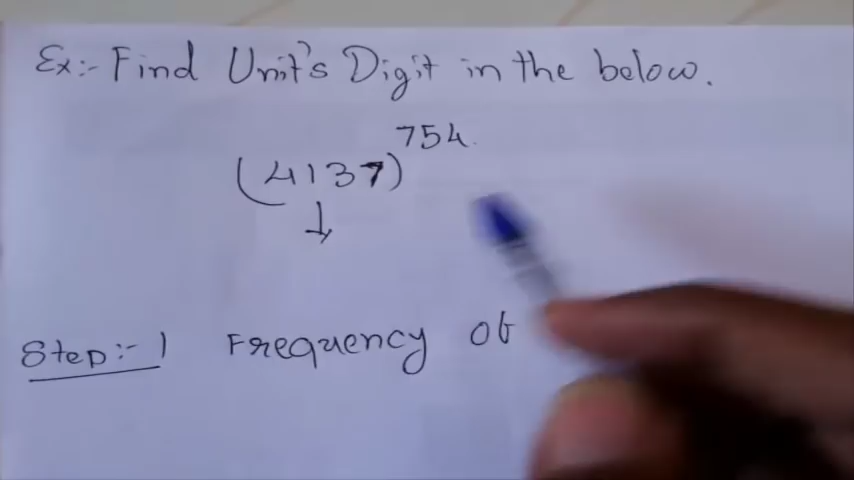 Ex:- Find Unit's Digit in the below.
(4137)^754
Step:- 1 Frequency of